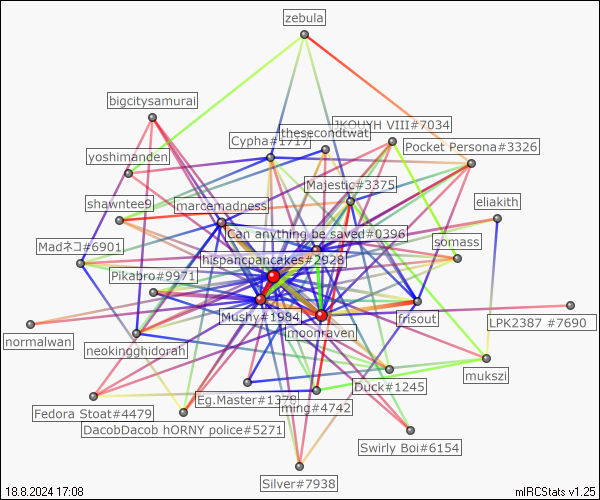 zebula
bigcitysamurai
JKOUYH VIII#7034
thesecondtwat
Cypha#1717
Pocket Persona#3326
yoshimanden
Majestic#3375
shawntee9
marcamadness
eliakith
Can anything be saved#0396
somass
Madネコ#6901
hispancpancakes#2928
Pikabro#9971
Mushy#1984
frisout
LPK2387 #7690
moonraven
normalwan
neokingghidorah
mukszi
Duck#1245
Eg.Master#1378
ming#4742
Fedora Stoat#4479
DacobDacob hORNY police#5271
Swirly Boi#6154
Silver#7938
18.8.2024 17:08
mIRCStats v1.25